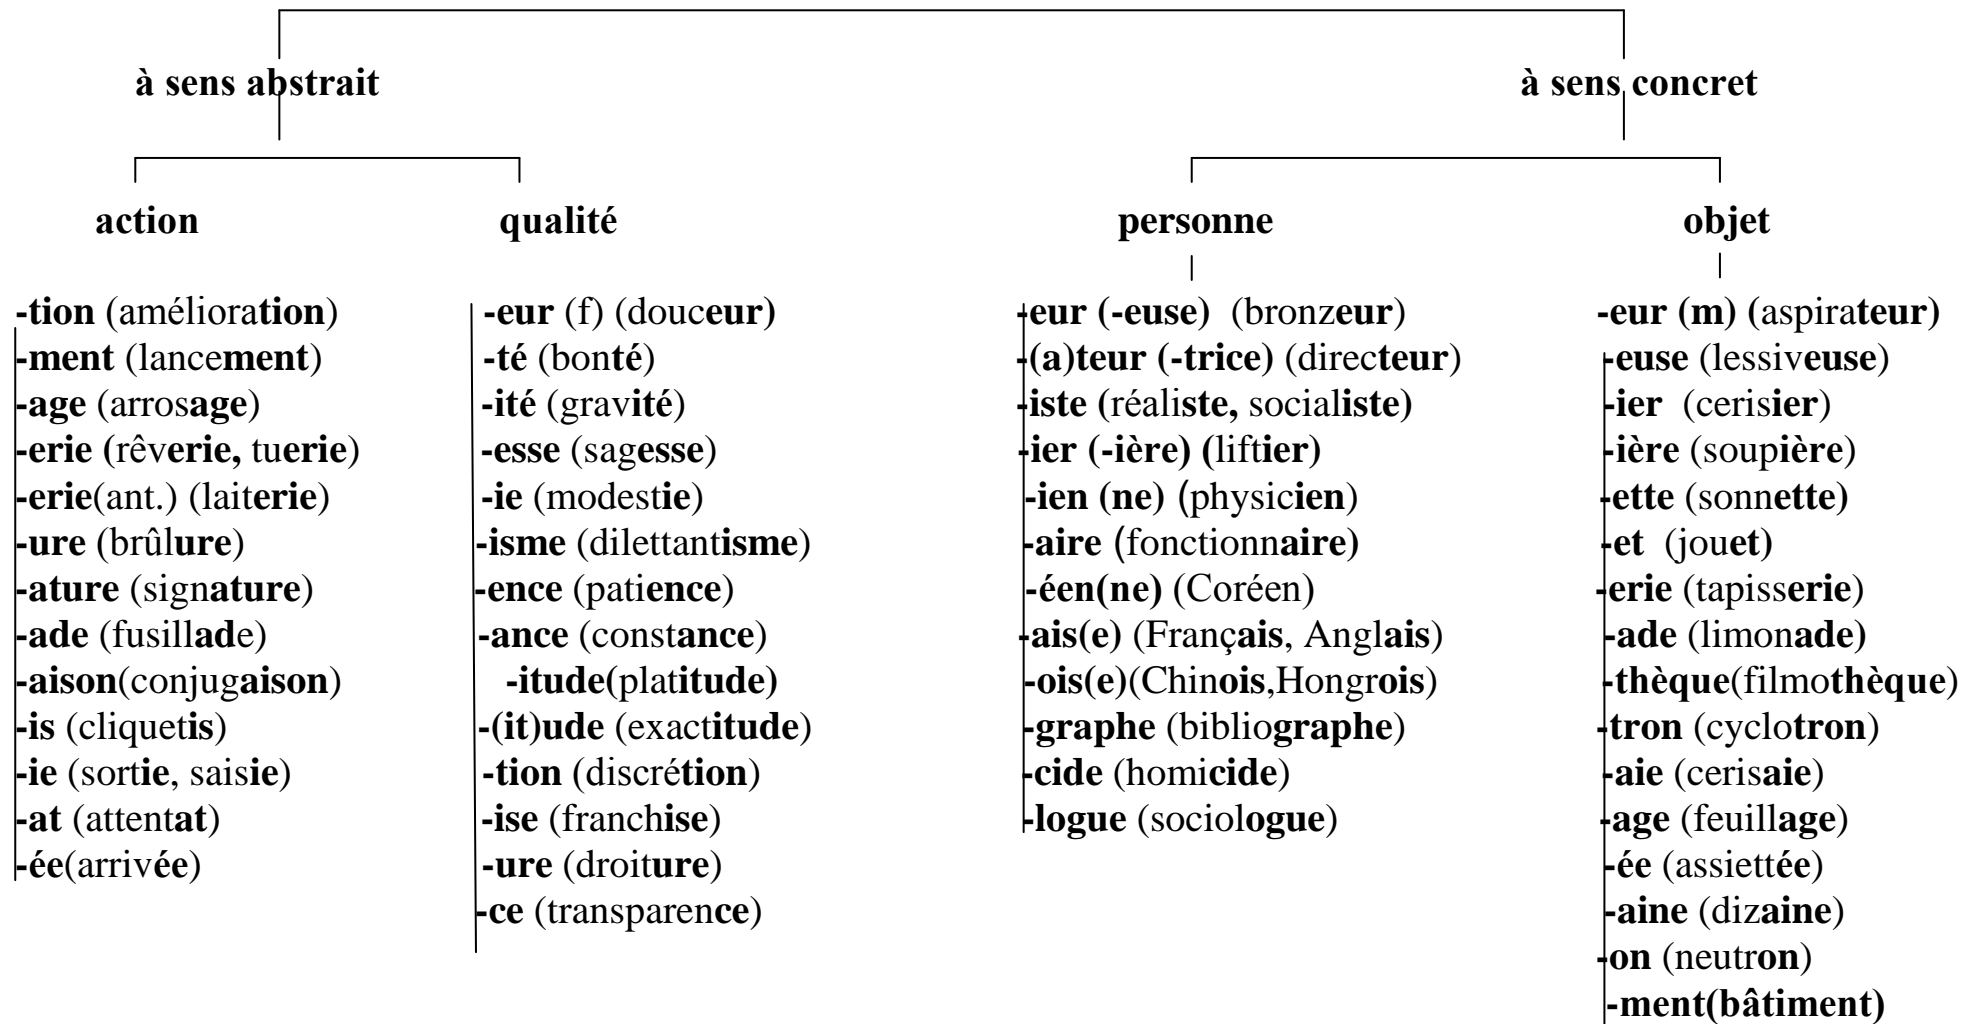 à sens abstrait
à sens concret
action
qualité
personne
objet
-tion (amélioration)
-ment (lancement)
-age (arrosage)
-erie (rêverie, tuerie)
-erie(ant.) (laiterie)
-ure (brûlure)
-ature (signature)
-ade (fusillade)
-aison(conjugaison)
-is (cliquetis)
-ie (sortie, saisie)
-at (attentat)
-ée(arrivée)
-eur (f) (douceur)
-té (bonté)
-ité (gravité)
-esse (sagesse)
-ie (modestie)
-isme (dilettantisme)
-ence (patience)
-ance (constance)
-itude(platitude)
-(it)ude (exactitude)
-tion (discrétion)
-ise (franchise)
-ure (droiture)
-ce (transparence)
-eur (-euse) (bronzeur)
-(a)teur (-trice) (directeur)
-iste (réaliste, socialiste)
-ier (-ière) (liftier)
-ien (ne) (physicien)
-aire (fonctionnaire)
-éen(ne) (Coréen)
-ais(e) (Français, Anglais)
-ois(e)(Chinois,Hongrois)
-graphe (bibliographe)
-cide (homicide)
-logue (sociologue)
-eur (m) (aspirateur)
-euse (lessiveuse)
-ier (cerisier)
-ière (soupière)
-ette (sonnette)
-et (jouet)
-erie (tapisserie)
-ade (limonade)
-thèque(filmothèque)
-tron (cyclotron)
-aie (cerisaie)
-age (feuillage)
-ée (assiettée)
-aine (dizaine)
-on (neutron)
-ment(bâtiment)